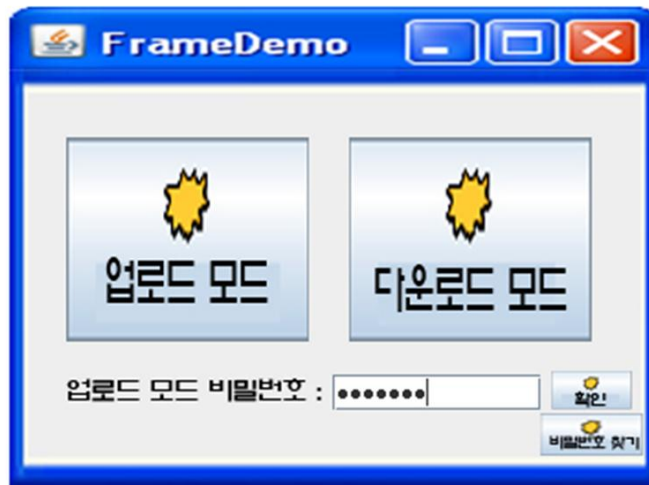 FrameDemo
업로드 모드
다운로드 모드
업로드 모드 비밀번호 : •••••••
확인
비밀번호 찾기